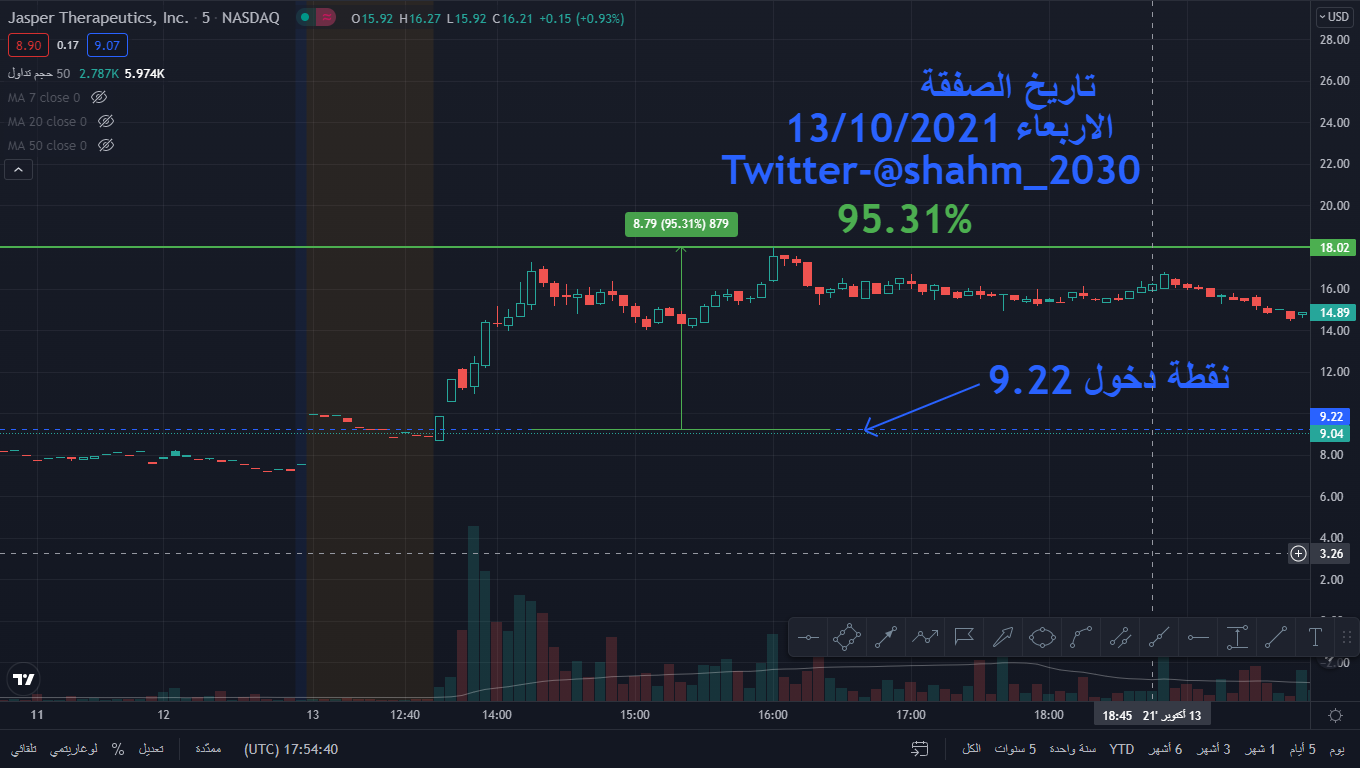 Jasper Therapeutics, Inc. · 5 · NASDAQ O15.92 H16.27 L15.92 C16.21 +0.15 (+0.93%)
USD
8.90 0.17 9.07
حجم تداول 50 2.787K 5.974K
MA 7 close 0
MA 20 close 0
MA 50 close 0
تاريخ الصفقة
الاربعاء 13/10/2021
Twitter-@shahm_2030
95.31%
8.79 (95.31%) 879
نقطة دخول 9.22
28.00
26.00
24.00
22.00
20.00
18.02
16.00
14.89
14.00
12.00
9.22
9.04
8.00
6.00
4.00
3.26
2.00
11 12 13 12:40 14:00 15:00 16:00 17:00 18:00 13 أكتوبر '21 18:45
يوم 5 أيام 1 شهر 3 أشهر 6 أشهر YTD سنة واحدة 5 سنوات الكل
17:54:40 (UTC) ممتدة تعديل % لوغاريتمي تلقائي